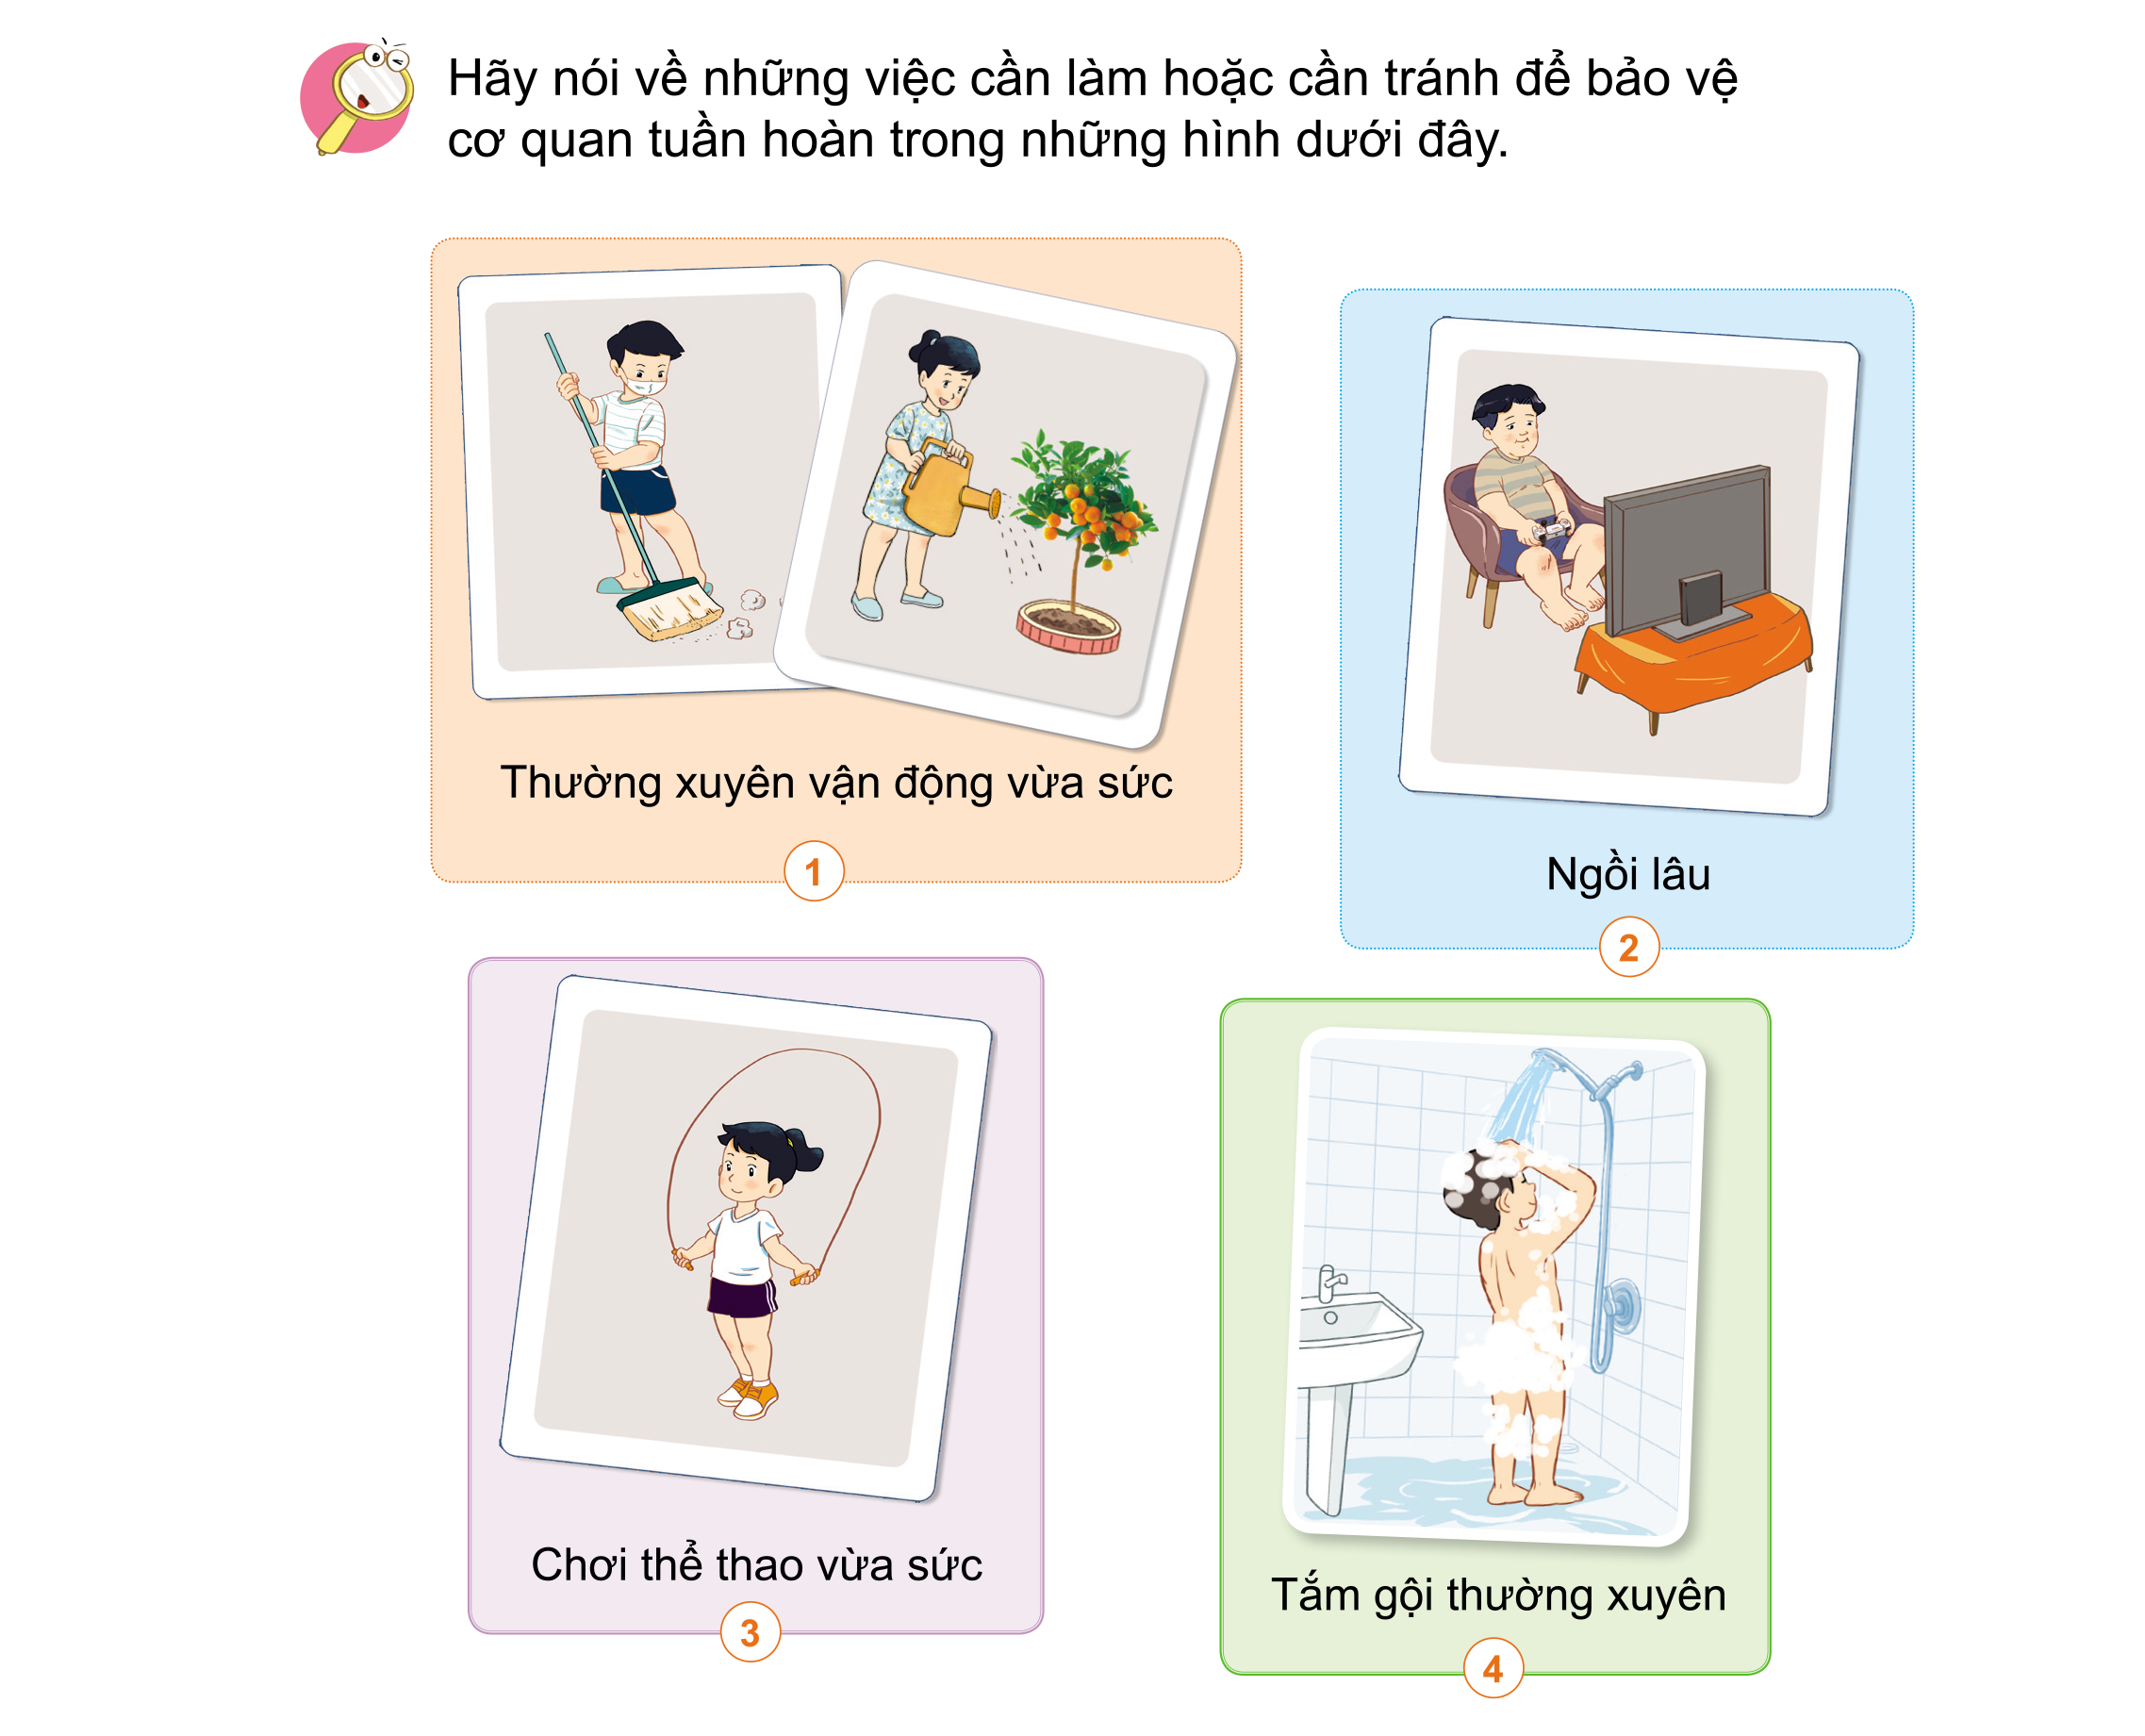 Hãy nói về những việc cần làm hoặc cần tránh để bảo vệ
cơ quan tuần hoàn trong những hình dưới đây.
Thường xuyên vận động vừa sức
1
Ngồi lâu
2
Chơi thể thao vừa sức
3
Tắm gội thường xuyên
4